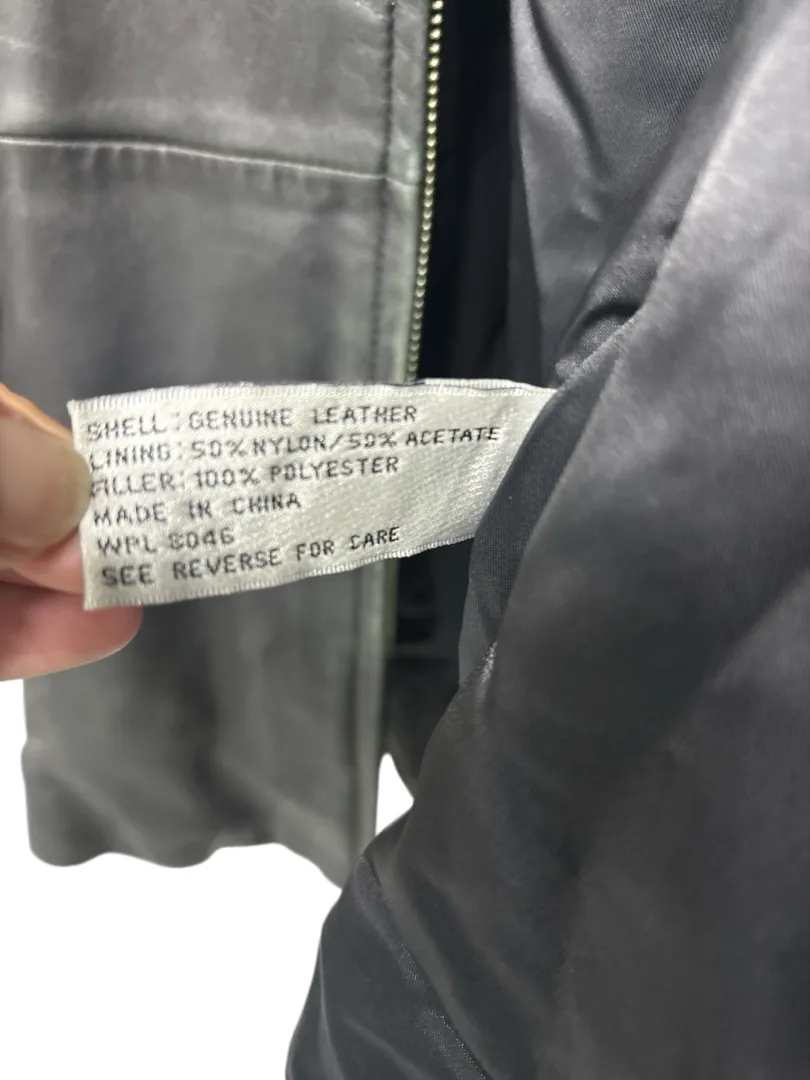 SHELL: GENUINE LEATHER
LINING: 50% NYLON/50% ACETATE
FILLER: 100% POLYESTER
MADE IN CHINA
WPL 8046
SEE REVERSE FOR CARE